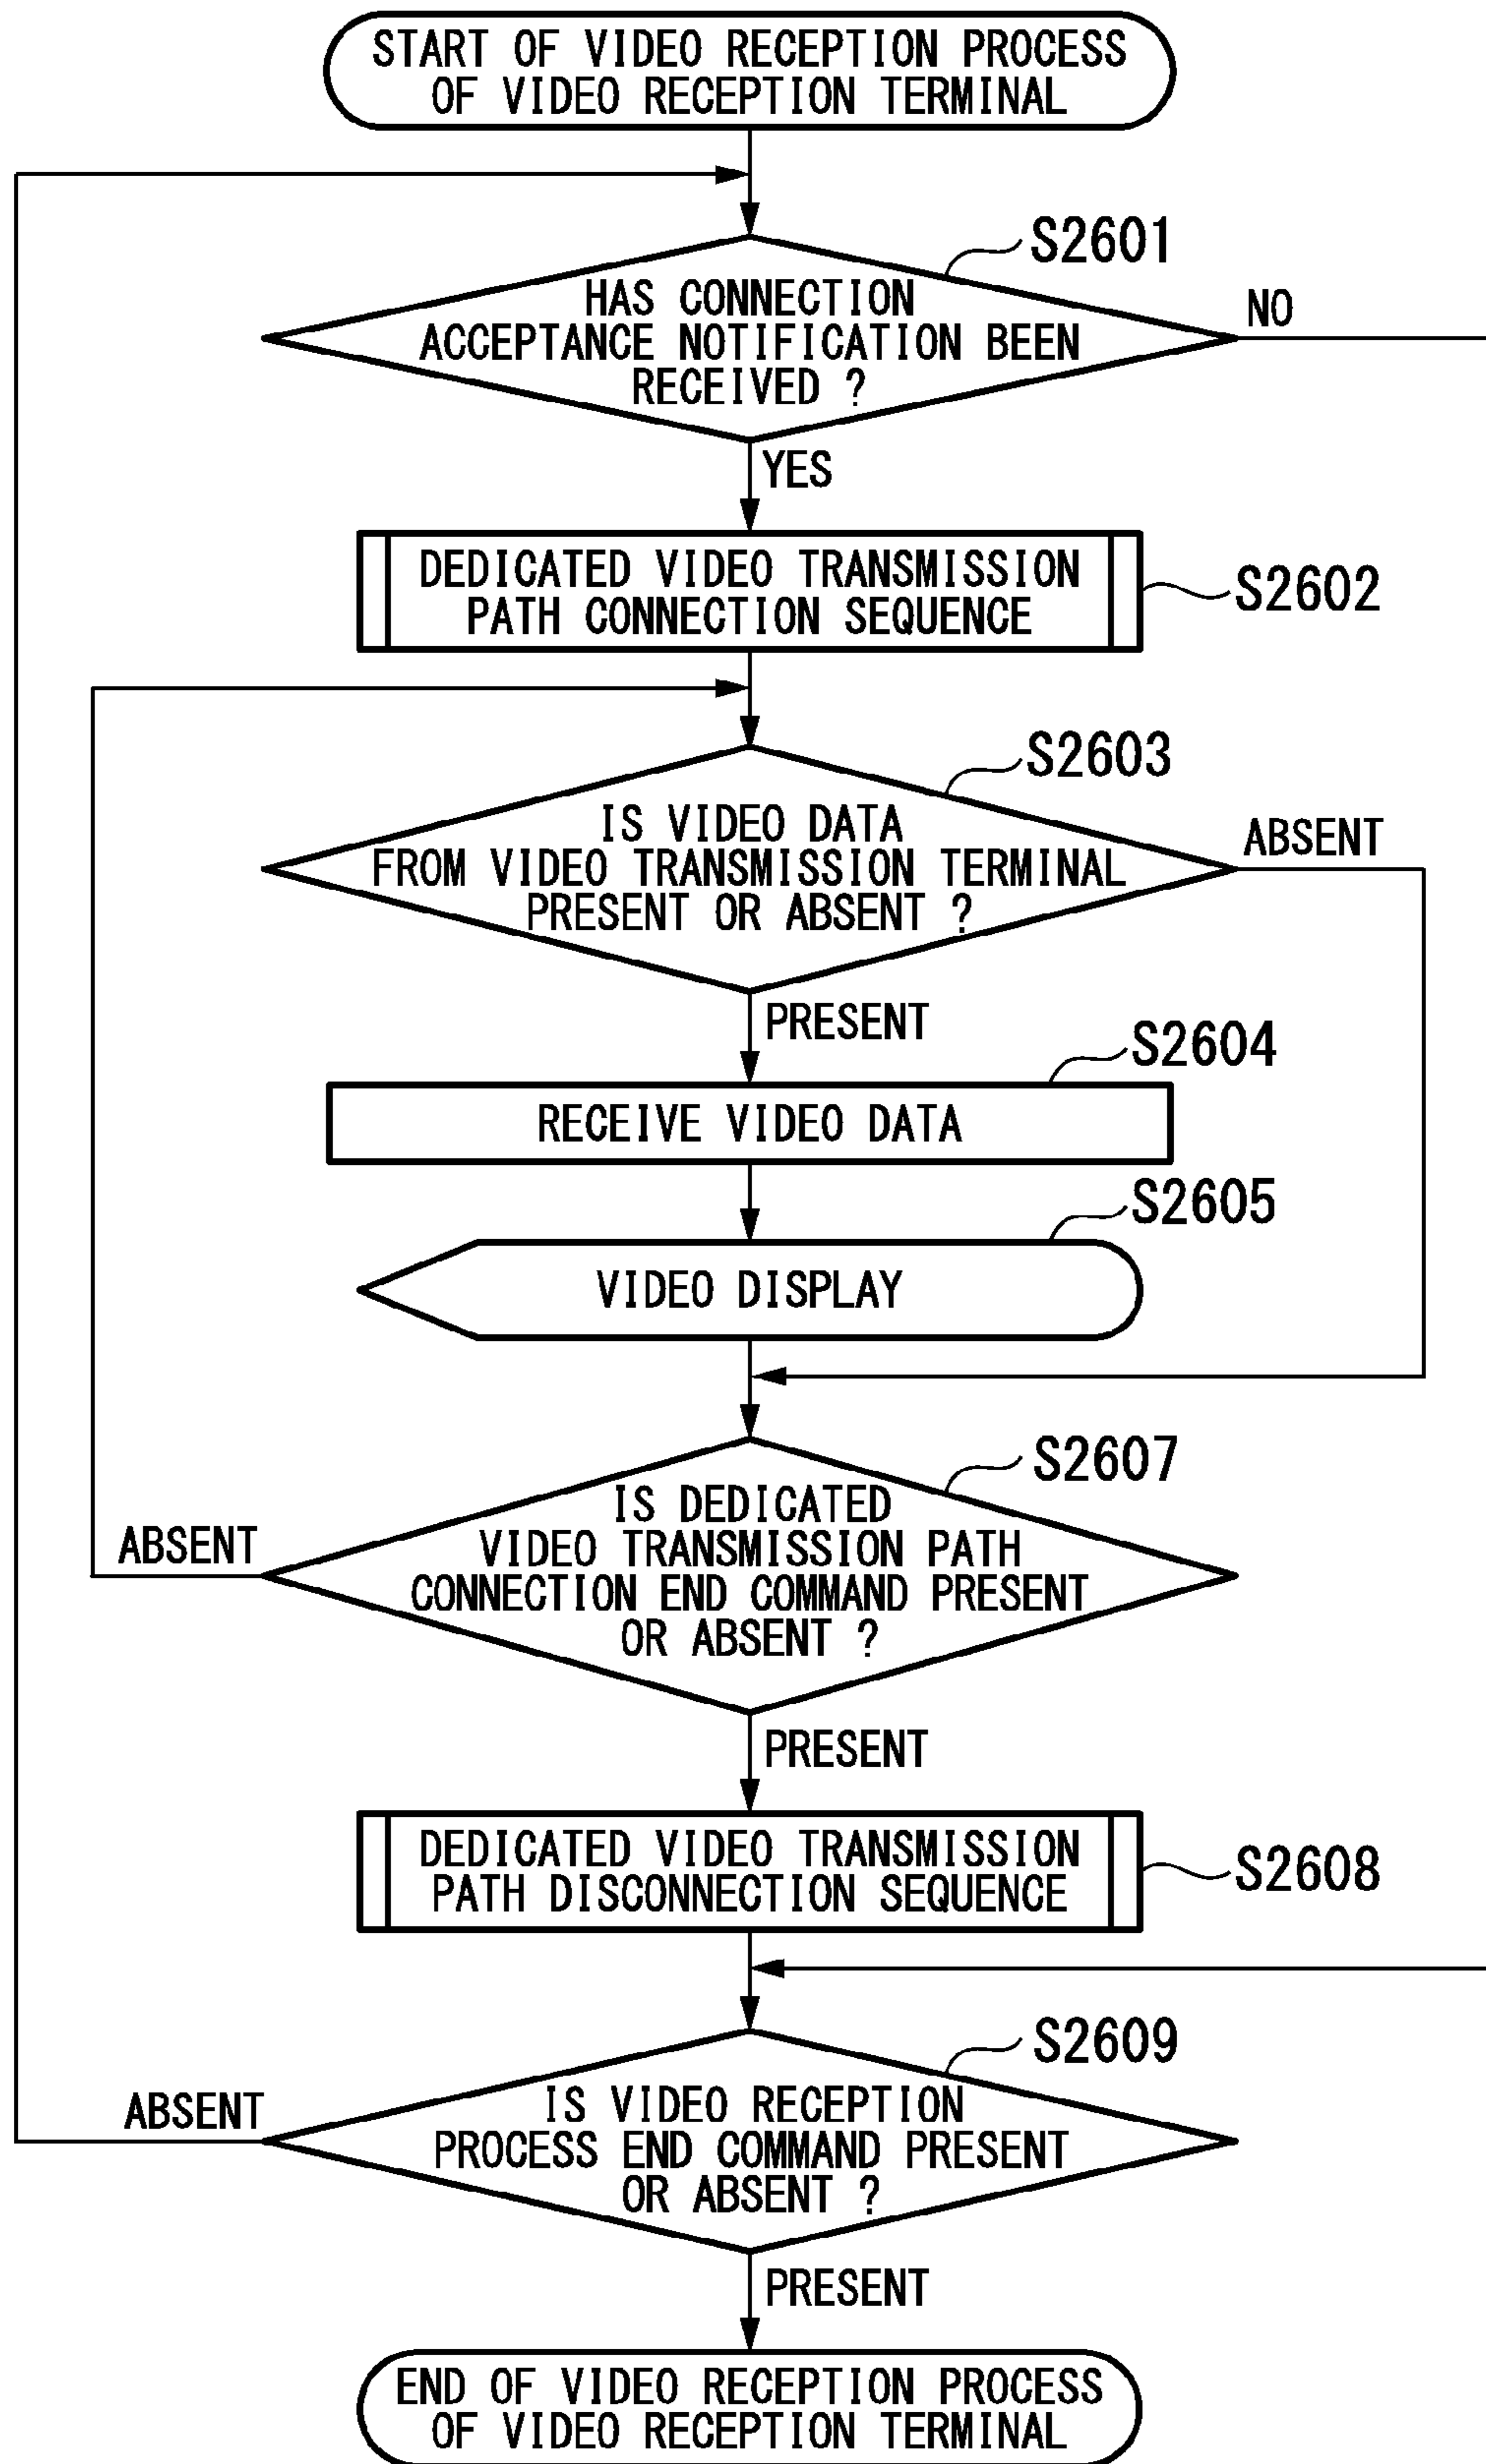 START OF VIDEO RECEPTION PROCESS
OF VIDEO RECEPTION TERMINAL
S2601
HAS CONNECTION
ACCEPTANCE NOTIFICATION BEEN
RECEIVED ?
NO
YES
DEDICATED VIDEO TRANSMISSION
PATH CONNECTION SEQUENCE
S2602
S2603
IS VIDEO DATA
FROM VIDEO TRANSMISSION TERMINAL
PRESENT OR ABSENT ?
ABSENT
PRESENT
S2604
RECEIVE VIDEO DATA
S2605
VIDEO DISPLAY
S2607
IS DEDICATED
VIDEO TRANSMISSION PATH
CONNECTION END COMMAND PRESENT
OR ABSENT ?
ABSENT
PRESENT
DEDICATED VIDEO TRANSMISSION
PATH DISCONNECTION SEQUENCE
S2608
S2609
IS VIDEO RECEPTION
PROCESS END COMMAND PRESENT
OR ABSENT ?
ABSENT
PRESENT
END OF VIDEO RECEPTION PROCESS
OF VIDEO RECEPTION TERMINAL